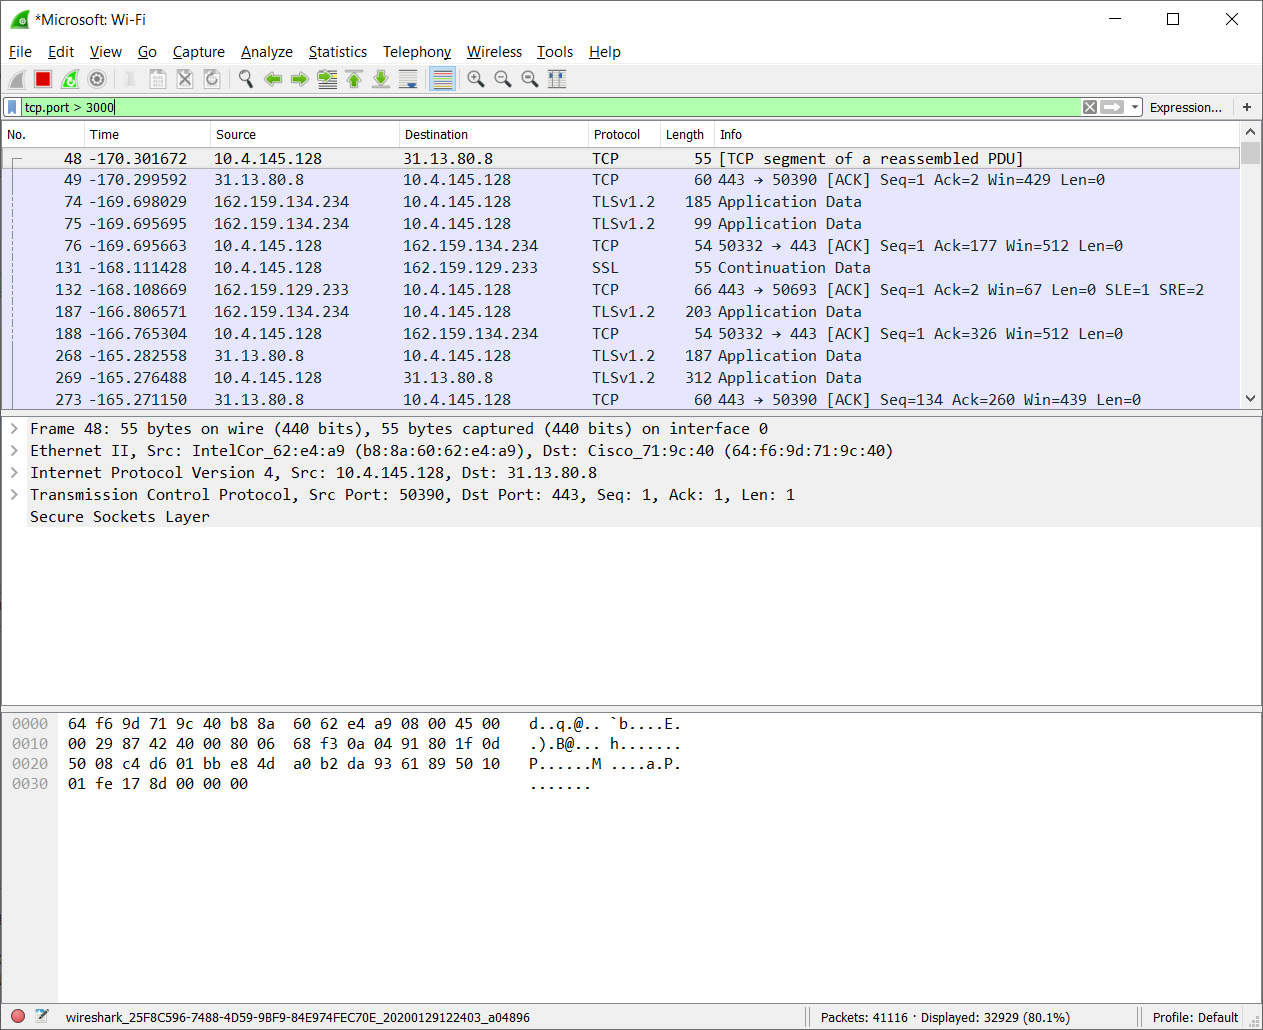 *Microsoft: Wi-Fi
File Edit View Go Capture Analyze Statistics Telephony Wireless Tools Help
tcp.port > 3000 Expression... +
No. Time Source Destination Protocol Length Info
48 -170.301672 10.4.145.128 31.13.80.8 TCP 55 [TCP segment of a reassembled PDU]
49 -170.299592 31.13.80.8 10.4.145.128 TCP 60 443 → 50390 [ACK] Seq=1 Ack=2 Win=429 Len=0
74 -169.698029 162.159.134.234 10.4.145.128 TLSv1.2 185 Application Data
75 -169.695695 162.159.134.234 10.4.145.128 TLSv1.2 99 Application Data
76 -169.695663 10.4.145.128 162.159.134.234 TCP 54 50332 → 443 [ACK] Seq=1 Ack=177 Win=512 Len=0
131 -168.111428 10.4.145.128 162.159.129.233 SSL 55 Continuation Data
132 -168.108669 162.159.129.233 10.4.145.128 TCP 66 443 → 50693 [ACK] Seq=1 Ack=2 Win=67 Len=0 SLE=1 SRE=2
187 -166.806571 162.159.134.234 10.4.145.128 TLSv1.2 203 Application Data
188 -166.765304 10.4.145.128 162.159.134.234 TCP 54 50332 → 443 [ACK] Seq=1 Ack=326 Win=512 Len=0
268 -165.282558 31.13.80.8 10.4.145.128 TLSv1.2 187 Application Data
269 -165.276488 10.4.145.128 31.13.80.8 TLSv1.2 312 Application Data
273 -165.271150 31.13.80.8 10.4.145.128 TCP 60 443 → 50390 [ACK] Seq=134 Ack=260 Win=439 Len=0
Frame 48: 55 bytes on wire (440 bits), 55 bytes captured (440 bits) on interface 0
Ethernet II, Src: IntelCor_62:e4:a9 (b8:8a:60:62:e4:a9), Dst: Cisco_71:9c:40 (64:f6:9d:71:9c:40)
Internet Protocol Version 4, Src: 10.4.145.128, Dst: 31.13.80.8
Transmission Control Protocol, Src Port: 50390, Dst Port: 443, Seq: 1, Ack: 1, Len: 1
Secure Sockets Layer
0000 64 f6 9d 71 9c 40 b8 8a 60 62 e4 a9 08 00 45 00 d..q.@.. `b....E.
0010 00 29 87 42 40 00 80 06 68 f3 0a 04 91 80 1f 0d .).B@... h.......
0020 50 08 c4 d6 01 bb e8 4d a0 b2 da 93 61 89 50 10 P......M ....a.P.
0030 01 fe 17 8d 00 00 00 .......
wireshark_25F8C596-7488-4D59-9BF9-84E974FEC70E_20200129122403_a04896 Packets: 41116 · Displayed: 32929 (80.1%) Profile: Default